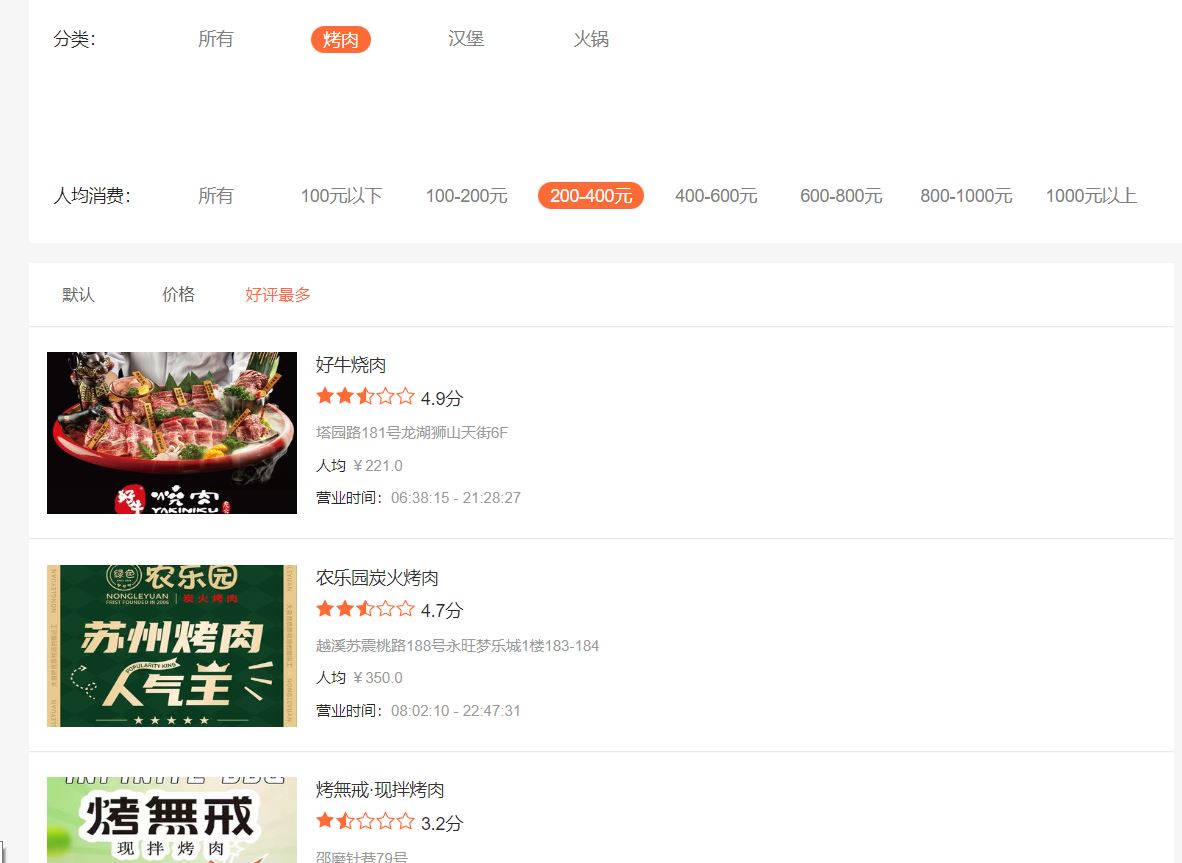 分类： 所有 烤肉 汉堡 火锅
人均消费： 所有 100元以下 100-200元 200-400元 400-600元 600-800元 800-1000元 1000元以上
默认 价格 好评最多
好牛烧肉
4.9分
塔园路181号龙湖狮山天街6F
人均 ￥221.0
营业时间：06:38:15 - 21:28:27
好牛 烧肉
YAKINIKU
农乐园炭火烤肉
4.7分
越溪苏震桃路188号永旺梦乐城1楼183-184
人均 ￥350.0
营业时间：08:02:10 - 22:47:31
绿色 农乐园
NONGLEYUAN
FRIST FOUNDED IN 2006 炭火烤肉
苏州烤肉
POPULARITY KING
人气王
烤無戒·现拌烤肉
3.2分
邵磨针巷79号
INFINITE BBQ
烤無戒
现拌烤肉